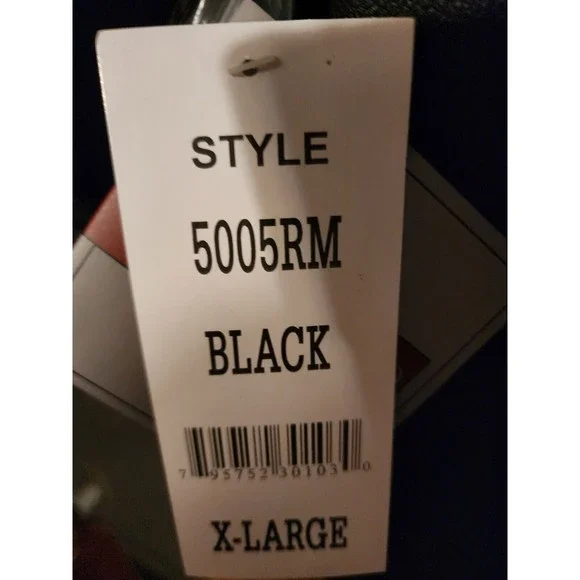 STYLE
5005RM
BLACK
7 95752 30103 0
X-LARGE